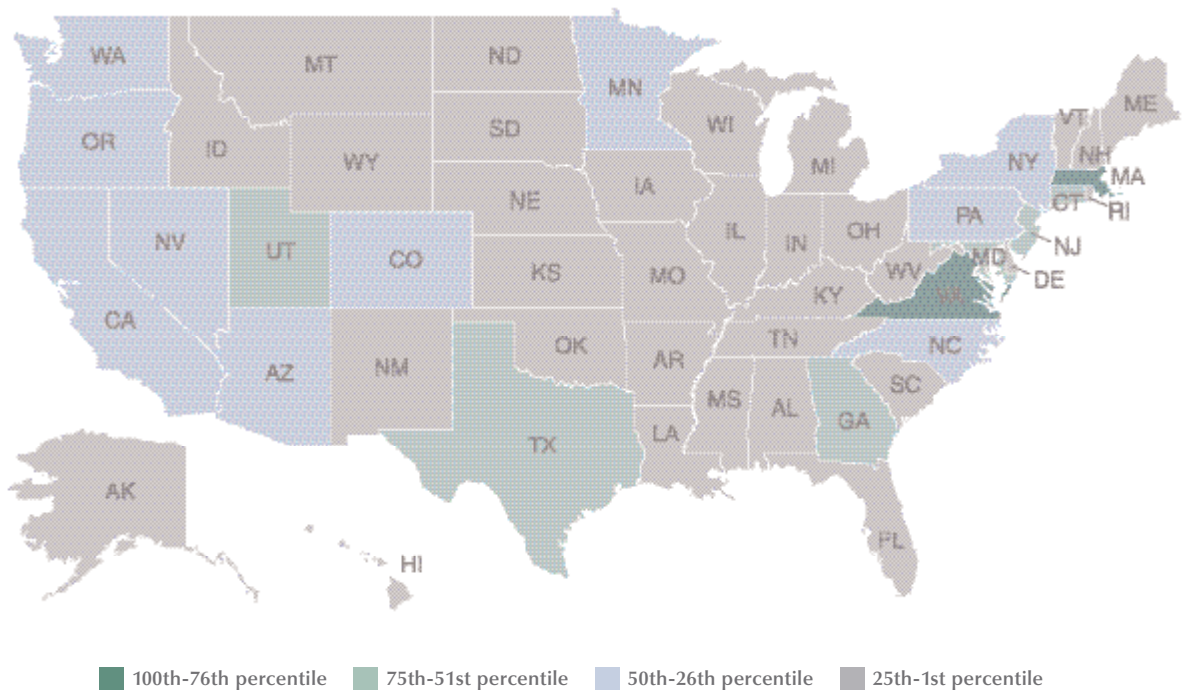 WA
MT
ND
MN
OR
ID
SD
WI
WY
MI
NE
IA
NV
UT
CO
IL
IN
OH
KS
MO
CA
KY
WV
VA
AZ
NM
OK
AR
TN
NC
SC
MS
AL
GA
TX
LA
FL
AK
HI
ME
VT
NH
NY
MA
CT
RI
PA
NJ
MD
DE
100th-76th percentile 75th-51st percentile 50th-26th percentile 25th-1st percentile